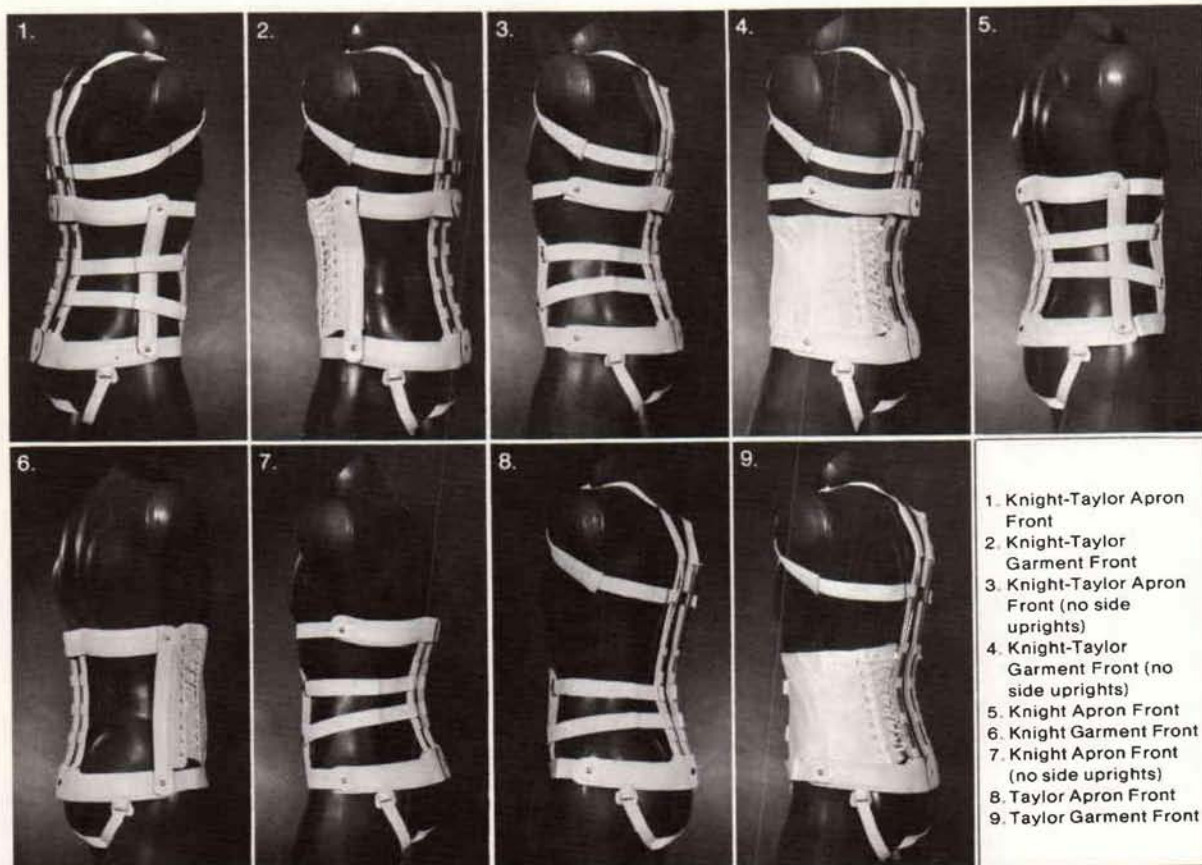 1.
2.
3.
4.
5.
6.
7.
8.
9.
1. Knight-Taylor Apron
Front
2. Knight-Taylor
Garment Front
3. Knight-Taylor Apron
Front (no side
uprights)
4. Knight-Taylor
Garment Front (no
side uprights)
5. Knight Apron Front
6. Knight Garment Front
7. Knight Apron Front
(no side uprights)
8. Taylor Apron Front
9. Taylor Garment Front